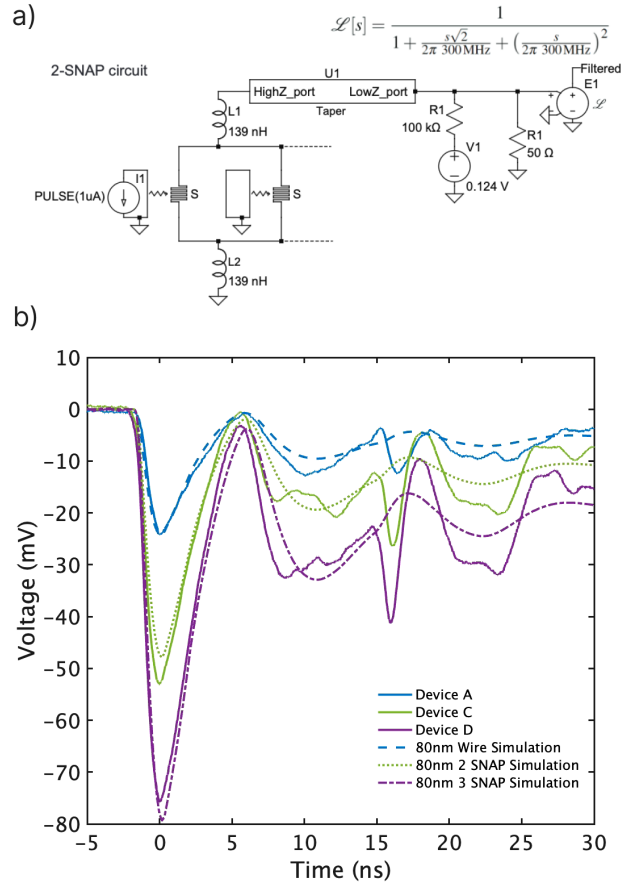 a)
ℒ[s] = 1 / (1 + s√2 / (2π 300MHz) + (s / (2π 300MHz))²)
2-SNAP circuit
U1
HighZ_port LowZ_port
Taper
Filtered
E1
ℒ
L1
139 nH
R1
100 kΩ
R1
50 Ω
V1
0.124 V
I1
PULSE(1uA)
S
S
L2
139 nH
b)
10
0
-10
-20
-30
-40
-50
-60
-70
-80
Voltage (mV)
Device A
Device C
Device D
80nm Wire Simulation
80nm 2 SNAP Simulation
80nm 3 SNAP Simulation
-5 0 5 10 15 20 25 30
Time (ns)